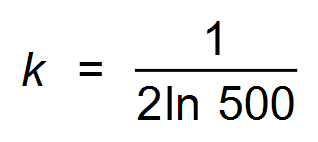 k = 1 / 2ln 500